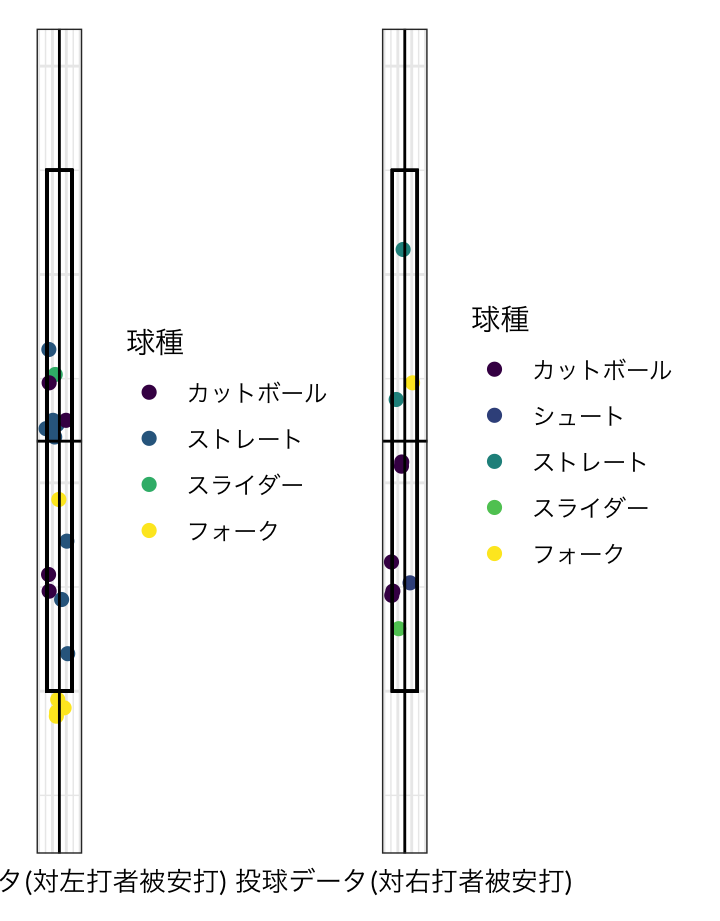 球種
カットボール
ストレート
スライダー
フォーク
球種
カットボール
シュート
ストレート
スライダー
フォーク
タ(対左打者被安打) 投球データ(対右打者被安打)